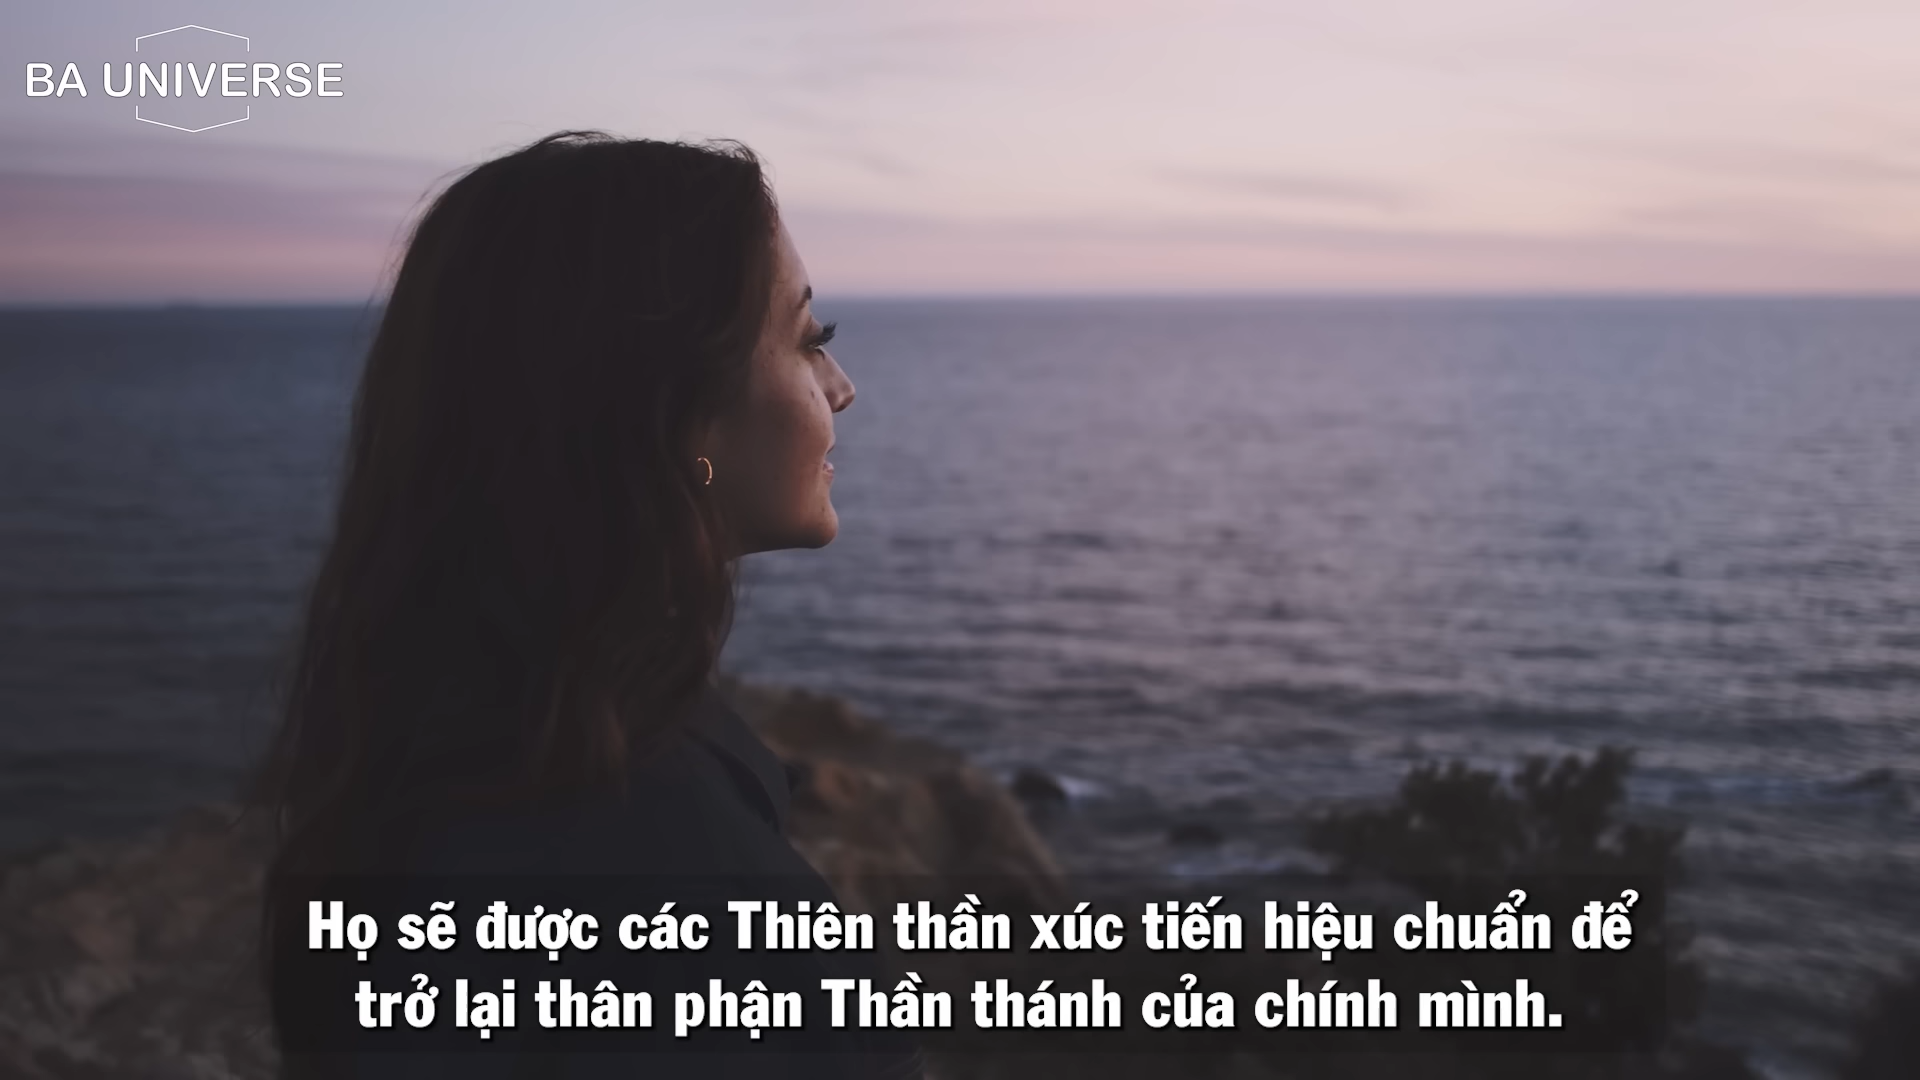 BA UNIVERSE
Họ sẽ được các Thiên thần xúc tiến hiệu chuẩn để
trở lại thân phận Thần thánh của chính mình.